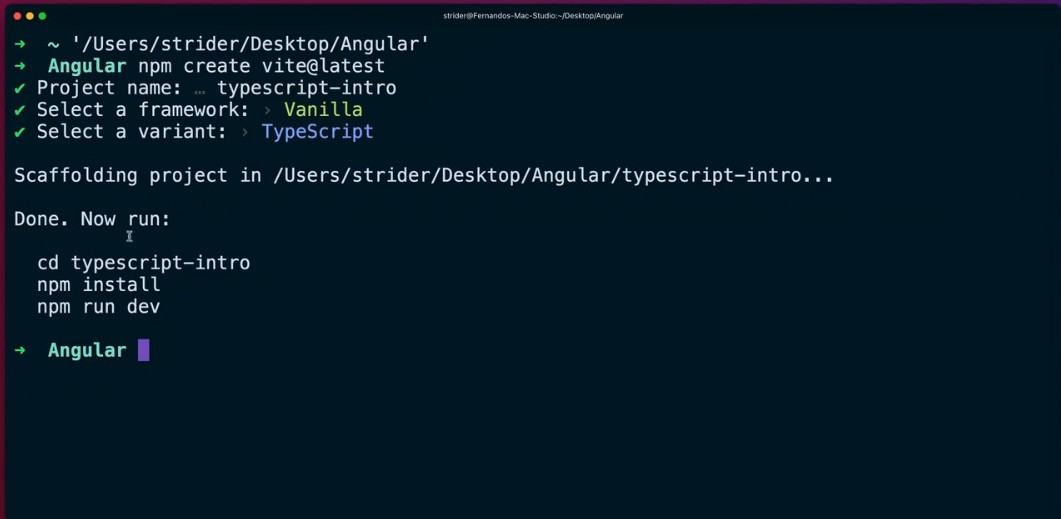 strider@Fernandos-Mac-Studio:~/Desktop/Angular
➜ ~ '/Users/strider/Desktop/Angular'
➜ Angular npm create vite@latest
✔ Project name: … typescript-intro
✔ Select a framework: › Vanilla
✔ Select a variant: › TypeScript
Scaffolding project in /Users/strider/Desktop/Angular/typescript-intro...
Done. Now run:
cd typescript-intro
npm install
npm run dev
➜ Angular